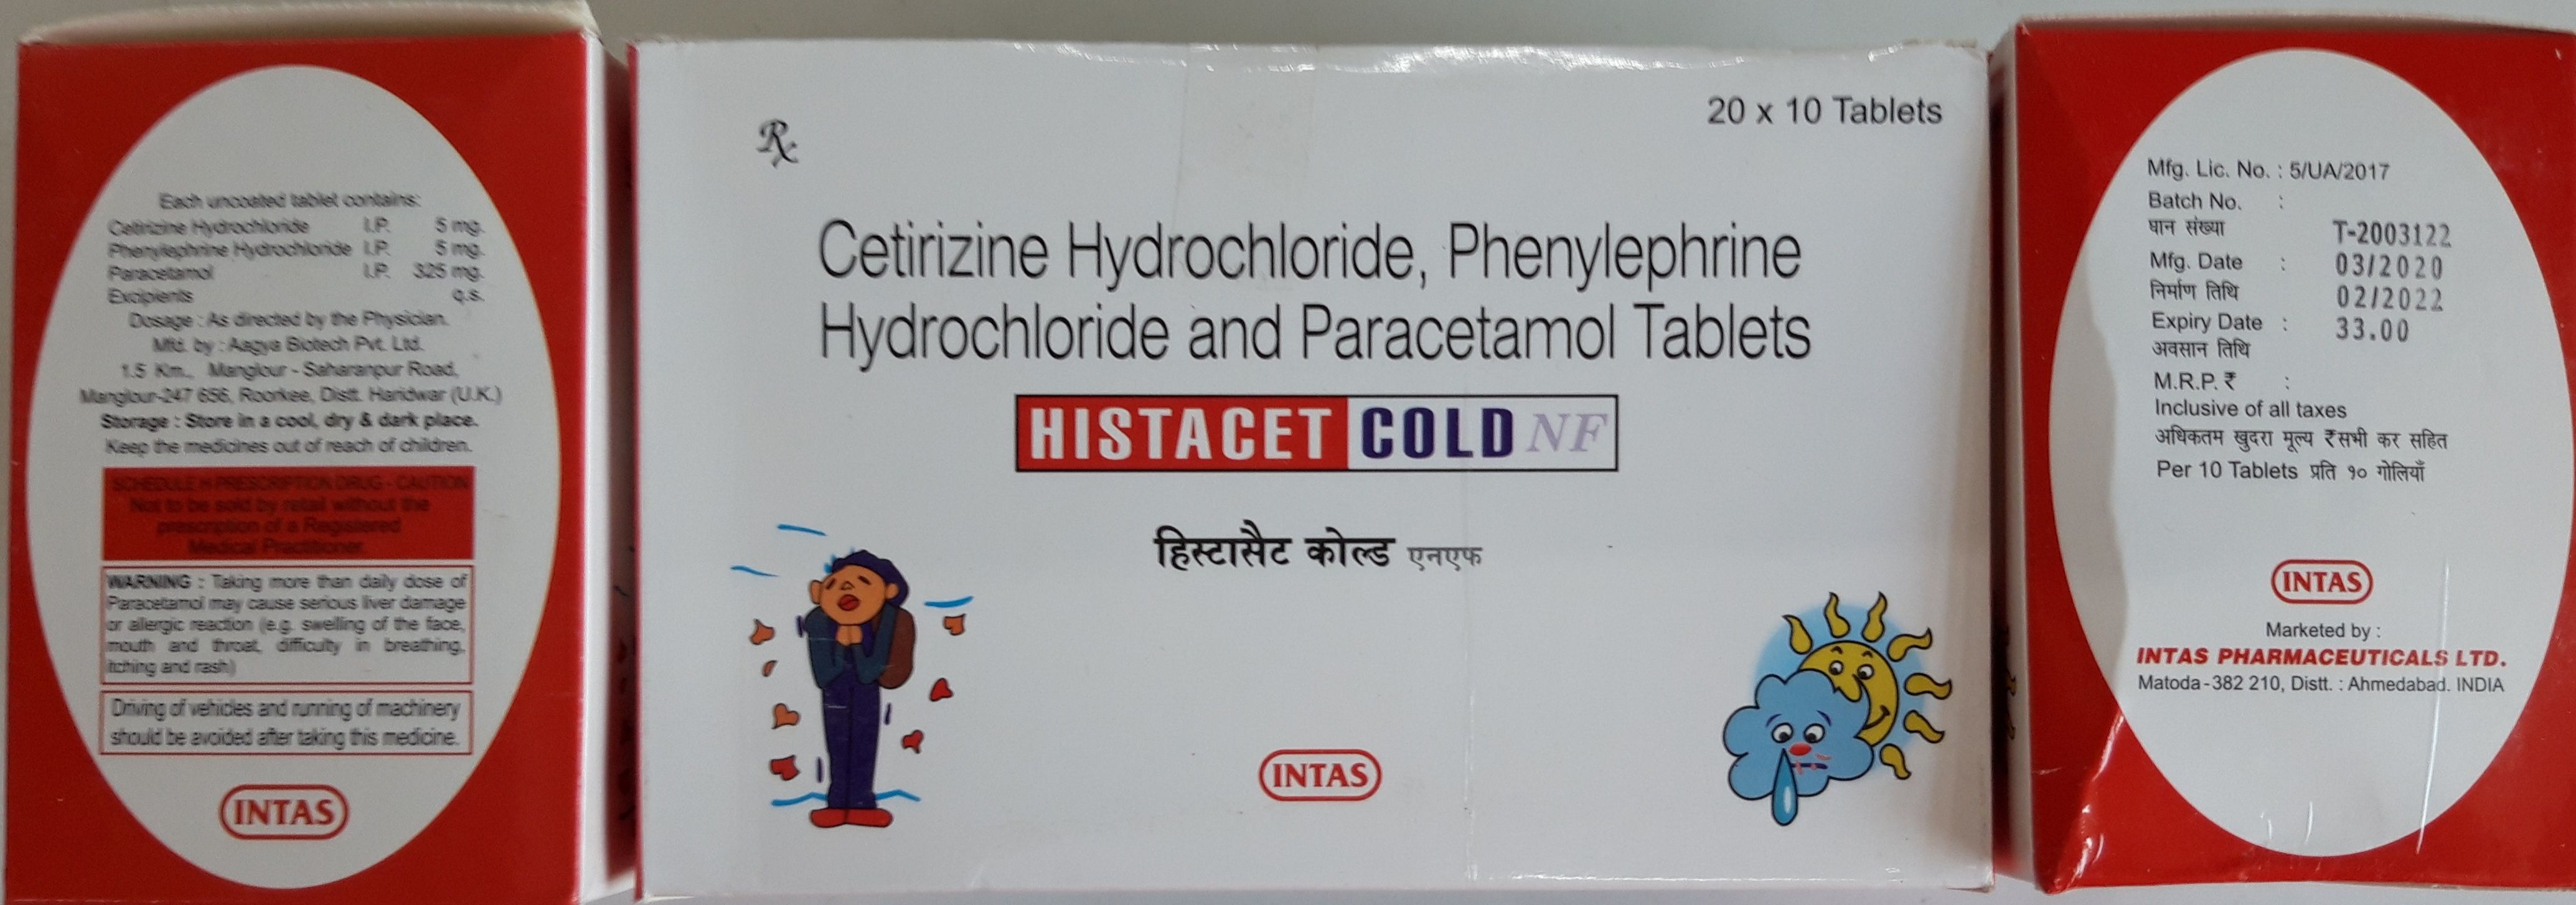 Each uncoated tablet contains:
Cetirizine Hydrochloride I.P. 5 mg.
Phenylephrine Hydrochloride I.P. 5 mg.
Paracetamol I.P. 325 mg.
Excipients q.s.
Dosage : As directed by the Physician.
Mfd. by : Aagya Biotech Pvt. Ltd.
1.5 Km., Manglour - Saharanpur Road,
Manglour-247 656, Roorkee, Distt. Haridwar (U.K.)
Storage : Store in a cool, dry & dark place.
Keep the medicines out of reach of children.
SCHEDULE H PRESCRIPTION DRUG - CAUTION
Not to be sold by retail without the
prescription of a Registered
Medical Practitioner.
WARNING : Taking more than daily dose of
Paracetamol may cause serious liver damage
or allergic reaction (e.g. swelling of the face,
mouth and throat, difficulty in breathing,
itching and rash)
Driving of vehicles and running of machinery
should be avoided after taking this medicine.
INTAS
Rx
20 x 10 Tablets
Cetirizine Hydrochloride, Phenylephrine
Hydrochloride and Paracetamol Tablets
HISTACET COLD NF
हिस्टासैट कोल्ड एनएफ
INTAS
Mfg. Lic. No. : 5/UA/2017
Batch No. :
घान संख्या T-2003122
Mfg. Date : 03/2020
निर्माण तिथि 02/2022
Expiry Date : 33.00
अवसान तिथि
M.R.P. ₹ :
Inclusive of all taxes
अधिकतम खुदरा मूल्य ₹ सभी कर सहित
Per 10 Tablets प्रति १० गोलियाँ
INTAS
Marketed by :
INTAS PHARMACEUTICALS LTD.
Matoda-382 210, Distt. : Ahmedabad. INDIA